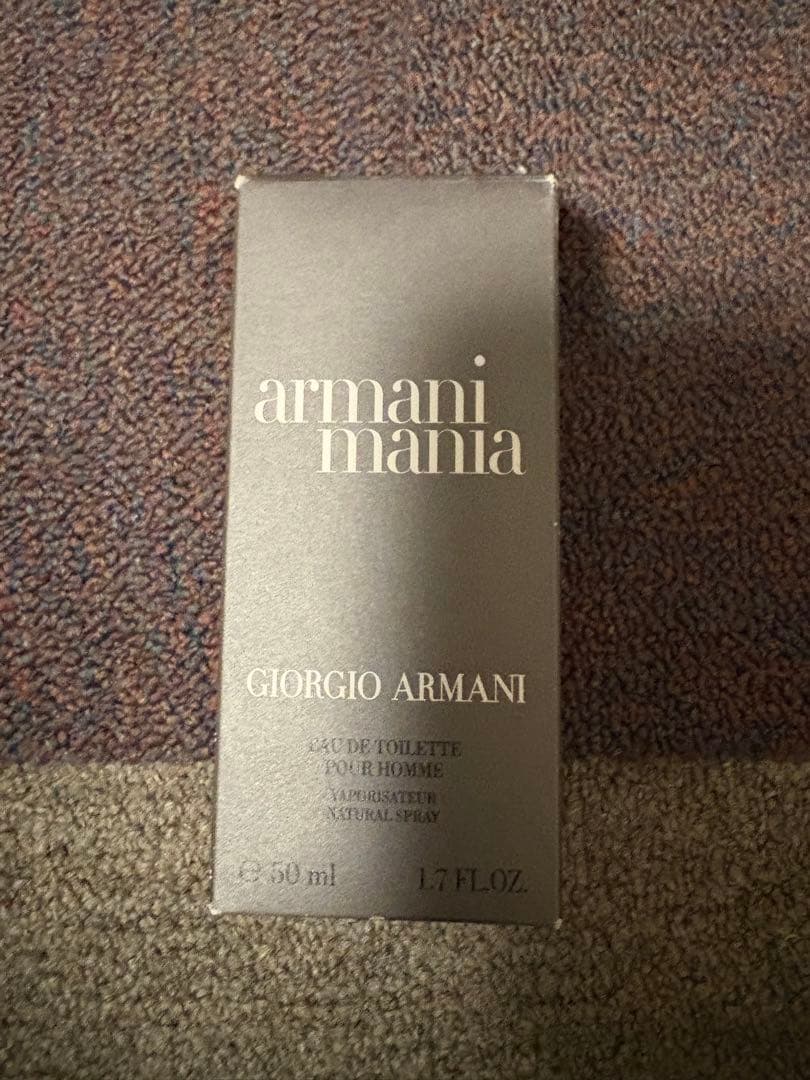 armani
mania
GIORGIO ARMANI
EAU DE TOILETTE
POUR HOMME
VAPORISATEUR
NATURAL SPRAY
℮ 50 ml 1.7 FL.OZ.